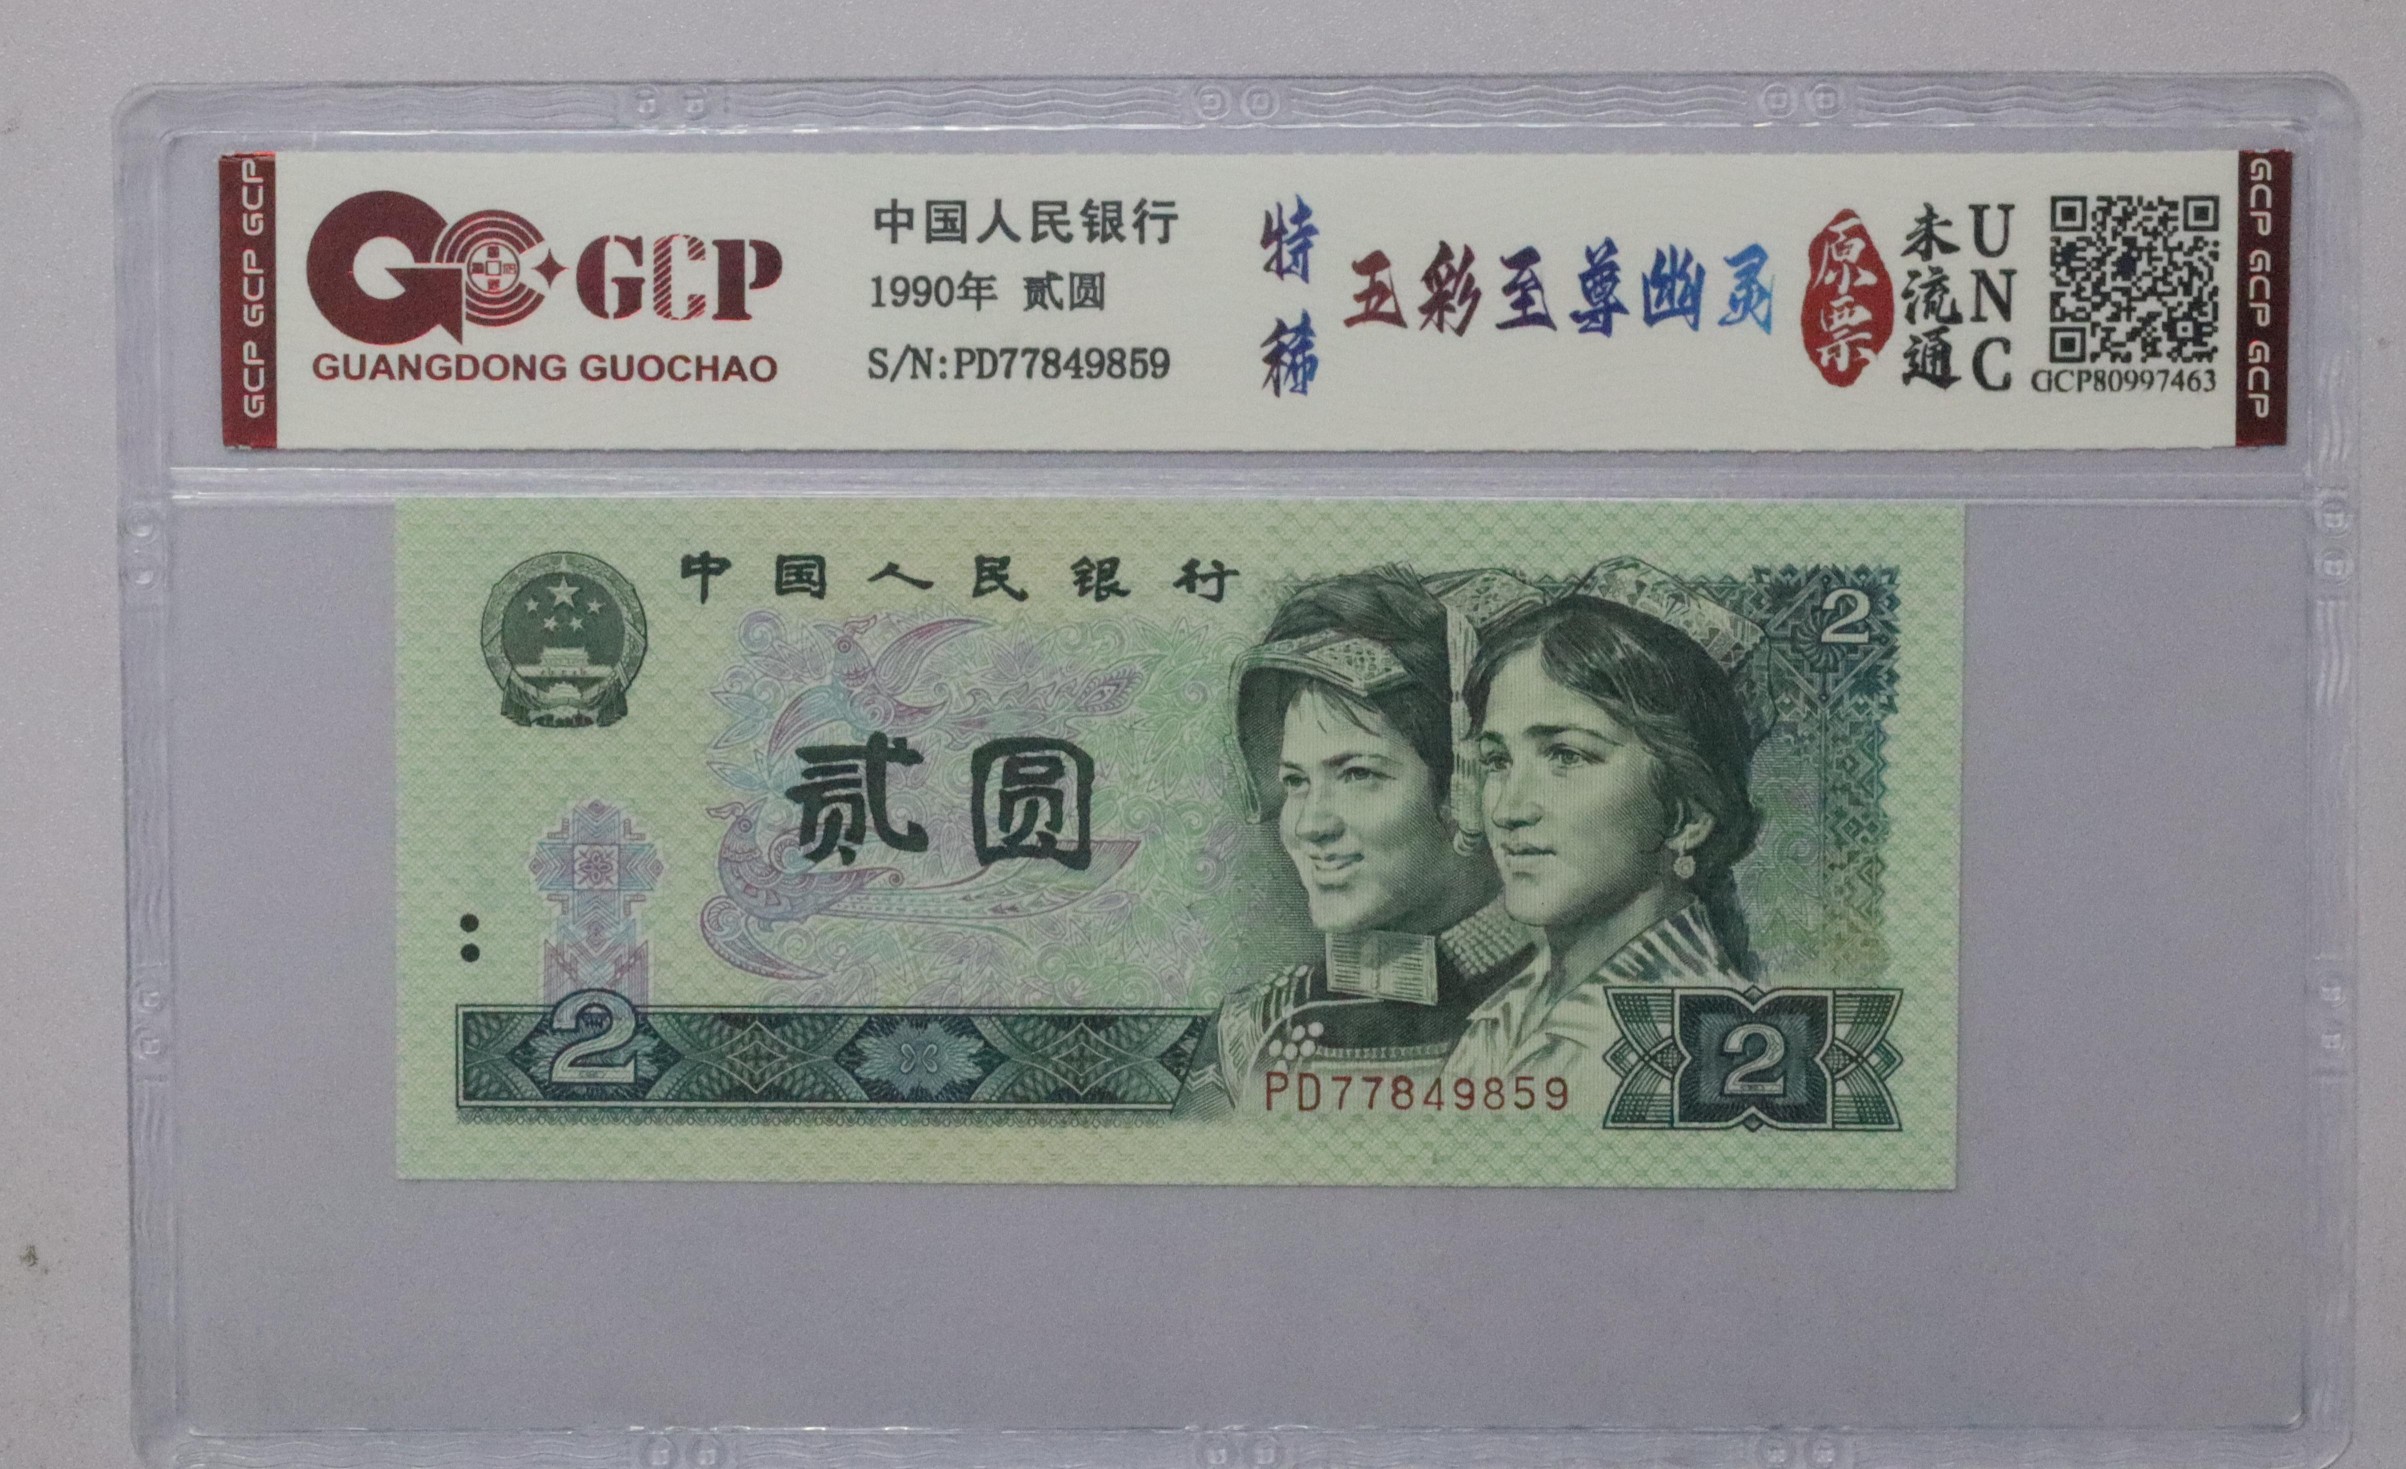 GCP GCP GCP
GCP
GUANGDONG GUOCHAO
中国人民银行
1990年 贰圆
S/N:PD77849859
特稀
五彩至尊幽灵
原票
未流通
UNC
GCP80997463
GCP GCP GCP
中国人民银行
2
贰圆
2
PD77849859
2